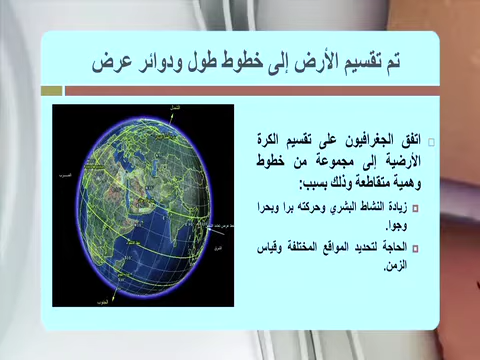 تم تقسيم الأرض إلى خطوط طول ودوائر عرض
اتفق الجغرافيون على تقسيم الكرة
الأرضية إلى مجموعة من خطوط
وهمية متقاطعة وذلك بسبب:
زيادة النشاط البشري وحركته برا وبحرا
وجوا.
الحاجة لتحديد المواقع المختلفة وقياس
الزمن.
الشمال
الجنوب